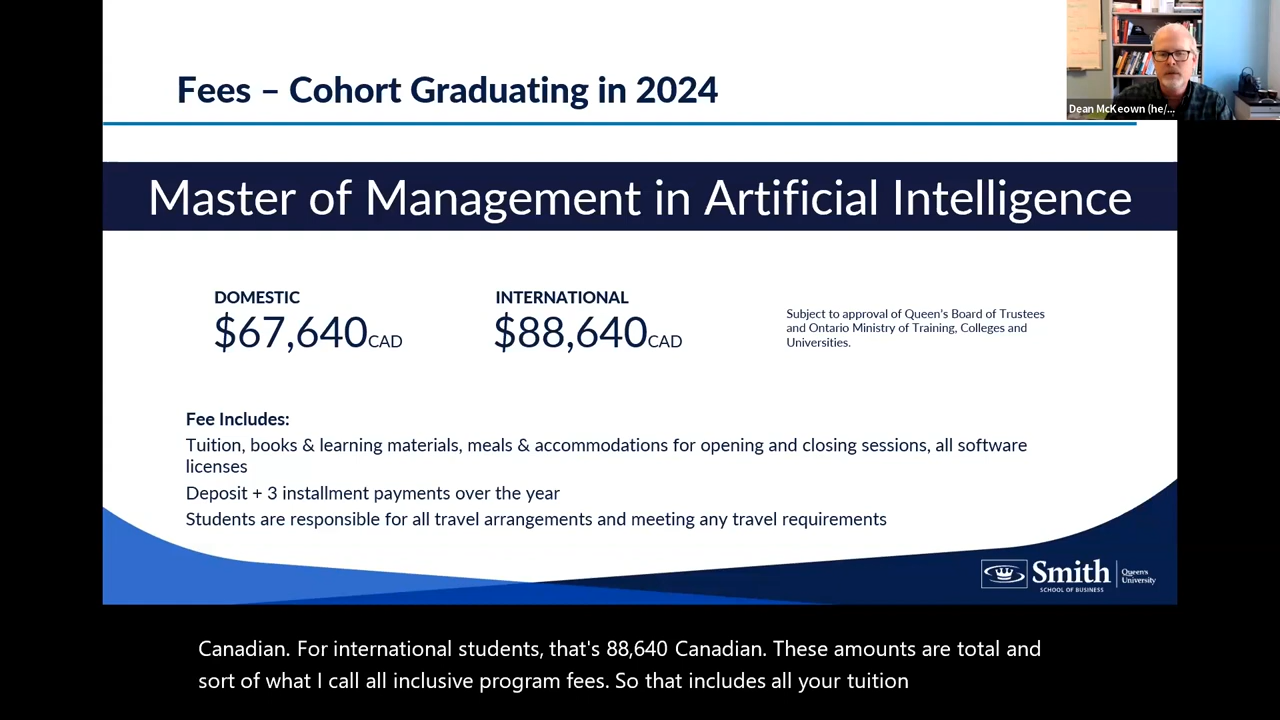 Fees – Cohort Graduating in 2024
Dean McKeown (he/...
Master of Management in Artificial Intelligence
DOMESTIC
$67,640CAD
INTERNATIONAL
$88,640CAD
Subject to approval of Queen's Board of Trustees
and Ontario Ministry of Training, Colleges and
Universities.
Fee Includes:
Tuition, books & learning materials, meals & accommodations for opening and closing sessions, all software
licenses
Deposit + 3 installment payments over the year
Students are responsible for all travel arrangements and meeting any travel requirements
Smith
SCHOOL OF BUSINESS
Queen's
University
Canadian. For international students, that's 88,640 Canadian. These amounts are total and
sort of what I call all inclusive program fees. So that includes all your tuition